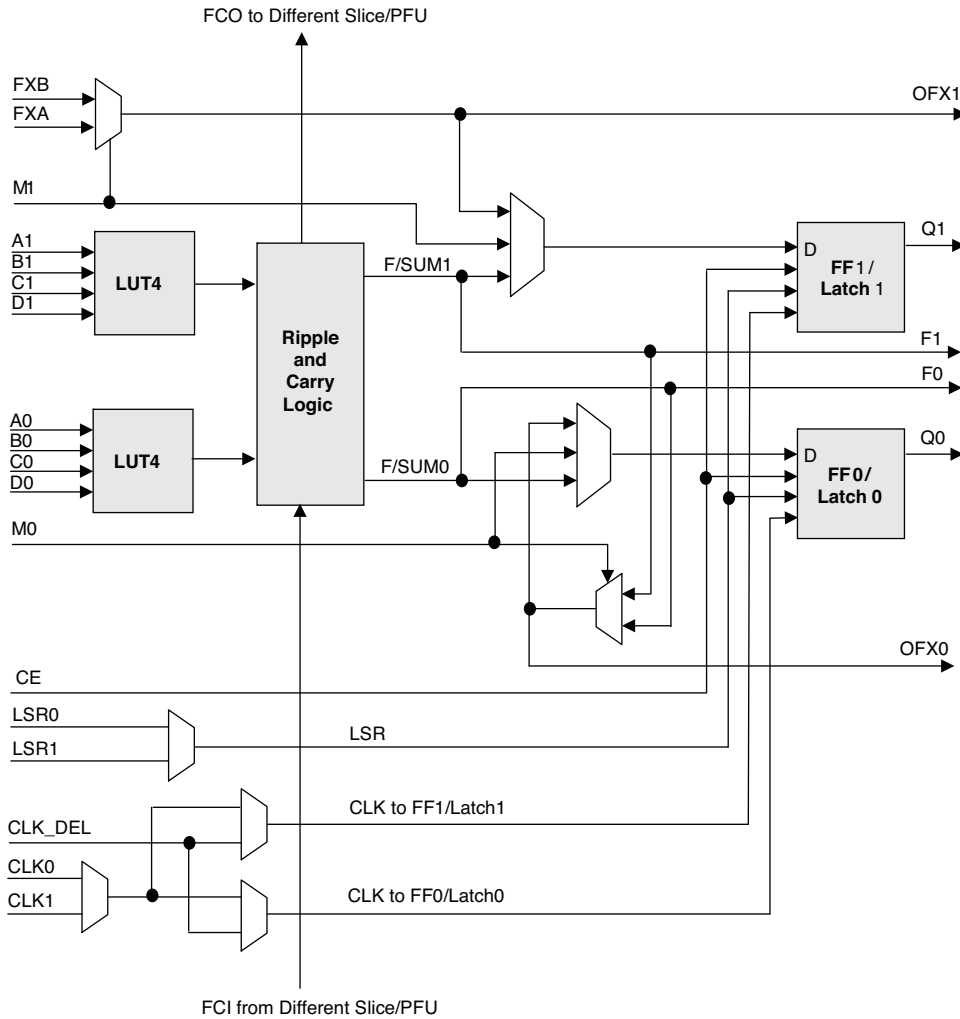 FCO to Different Slice/PFU
FXB
FXA
OFX1
M1
A1
B1
C1
D1
LUT4
Ripple
and
Carry
Logic
F/SUM1
D
FF1/
Latch 1
Q1
F1
F0
A0
B0
C0
D0
LUT4
F/SUM0
D
FF0/
Latch 0
Q0
M0
OFX0
CE
LSR0
LSR1
LSR
CLK_DEL
CLK0
CLK1
CLK to FF1/Latch1
CLK to FF0/Latch0
FCI from Different Slice/PFU